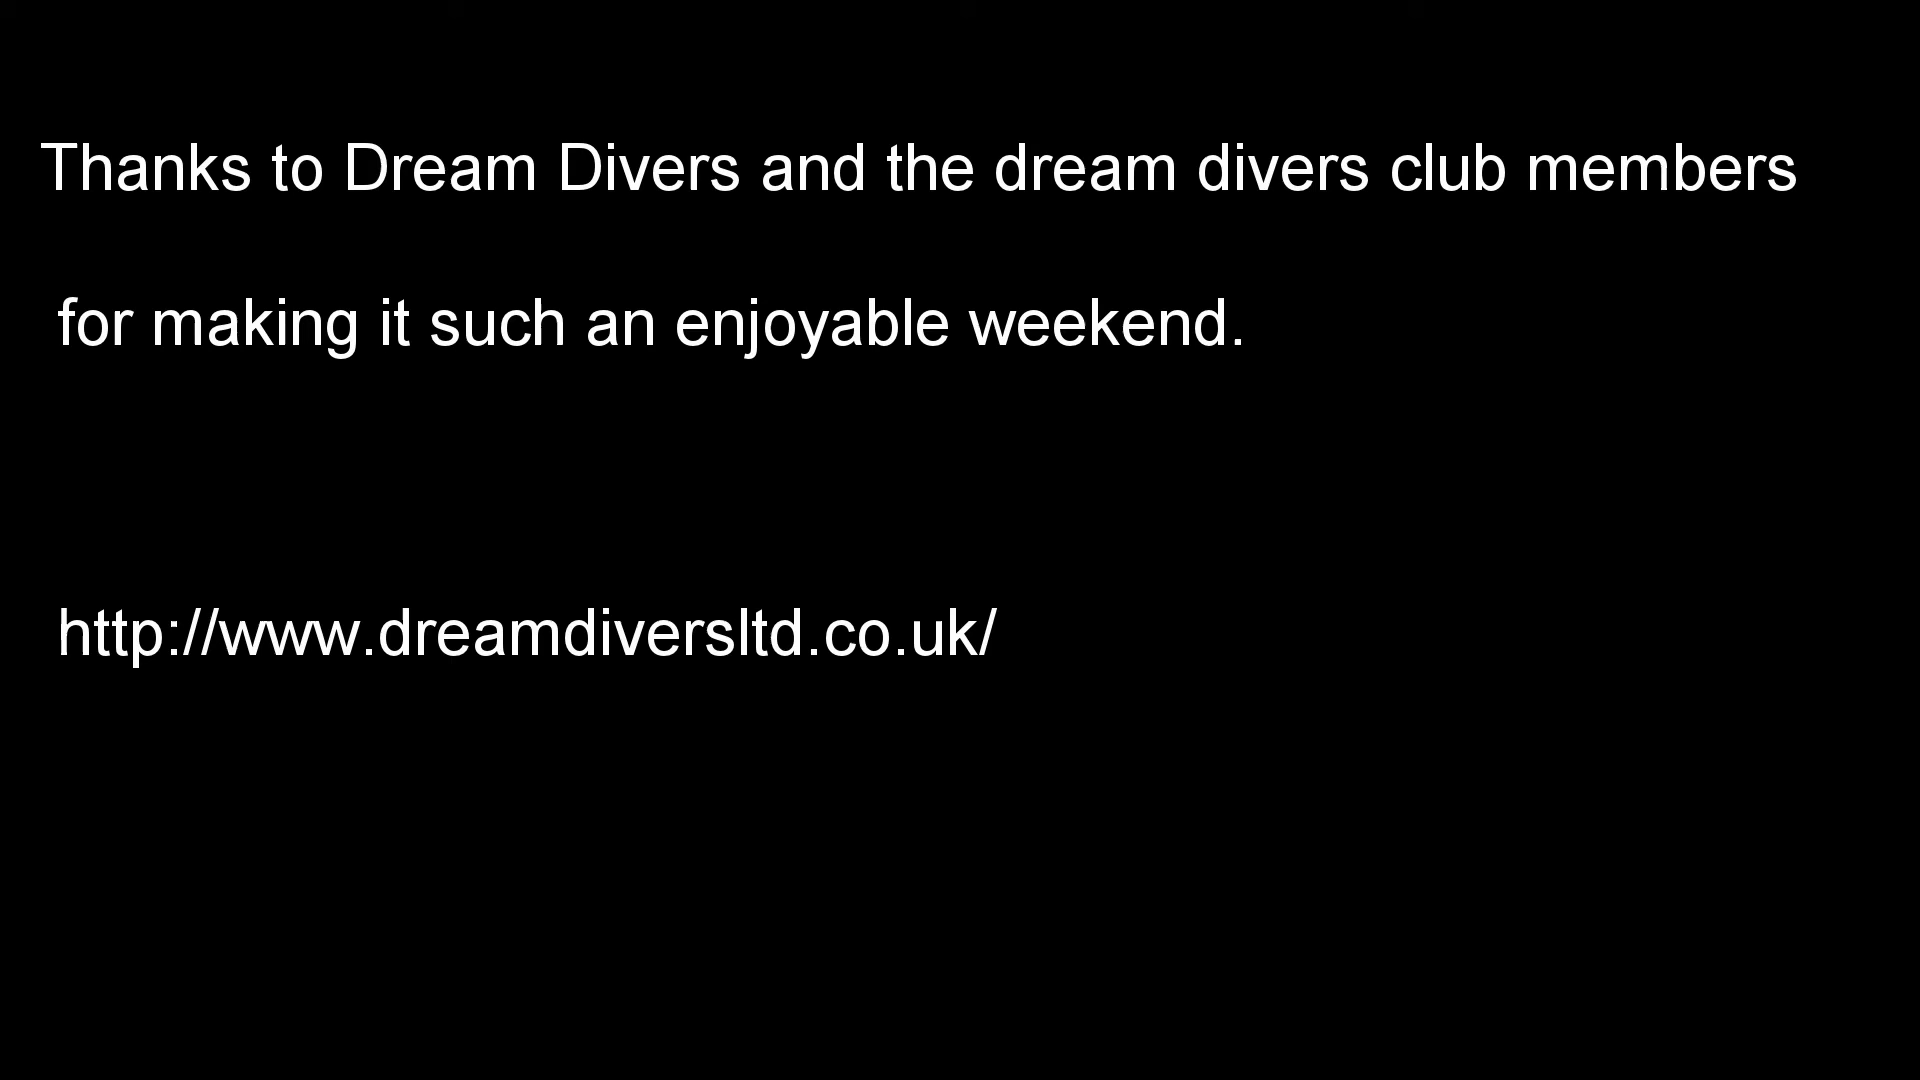 Thanks to Dream Divers and the dream divers club members
for making it such an enjoyable weekend.
http://www.dreamdiversltd.co.uk/